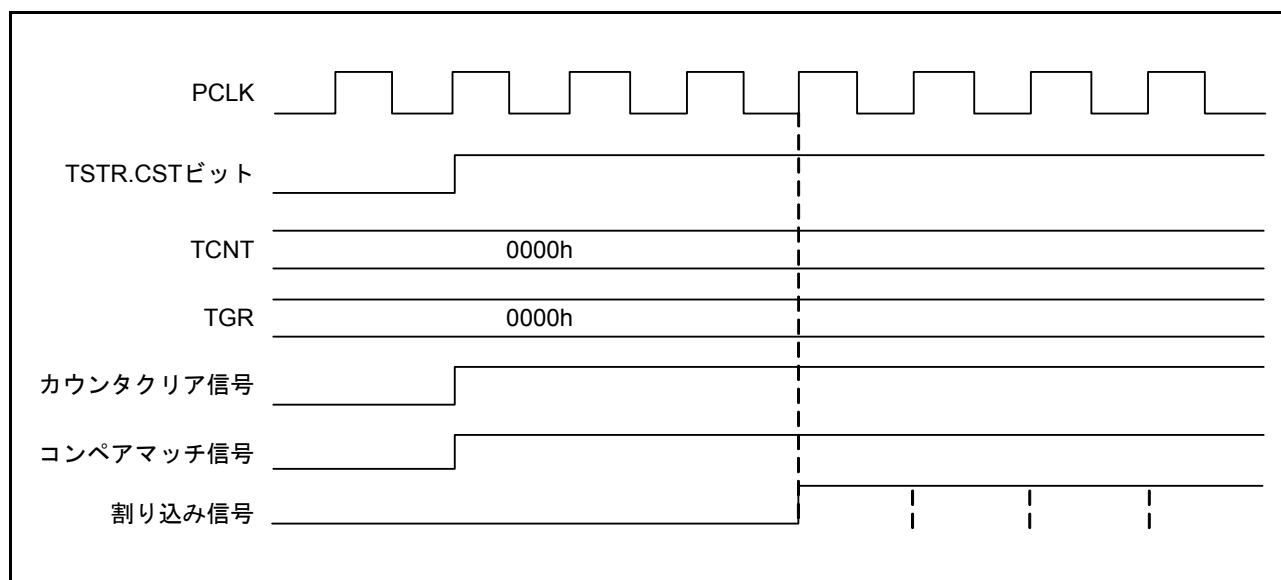 PCLK
TSTR.CSTビット
TCNT 0000h
TGR 0000h
カウンタクリア信号
コンペアマッチ信号
割り込み信号